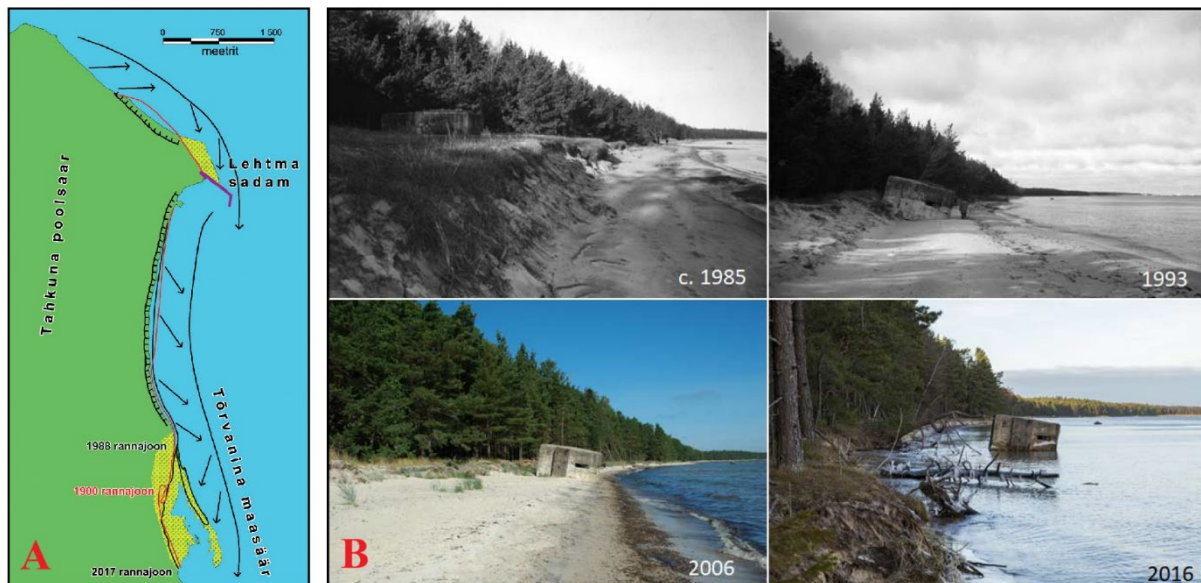 0 750 1 500
meetrit
Lehtma
sadam
Tahkuna poolsaar
Tõrvanina maasäär
1988 rannajoon
1900 rannajoon
2017 rannajoon
A
c. 1985
1993
B
2006
2016